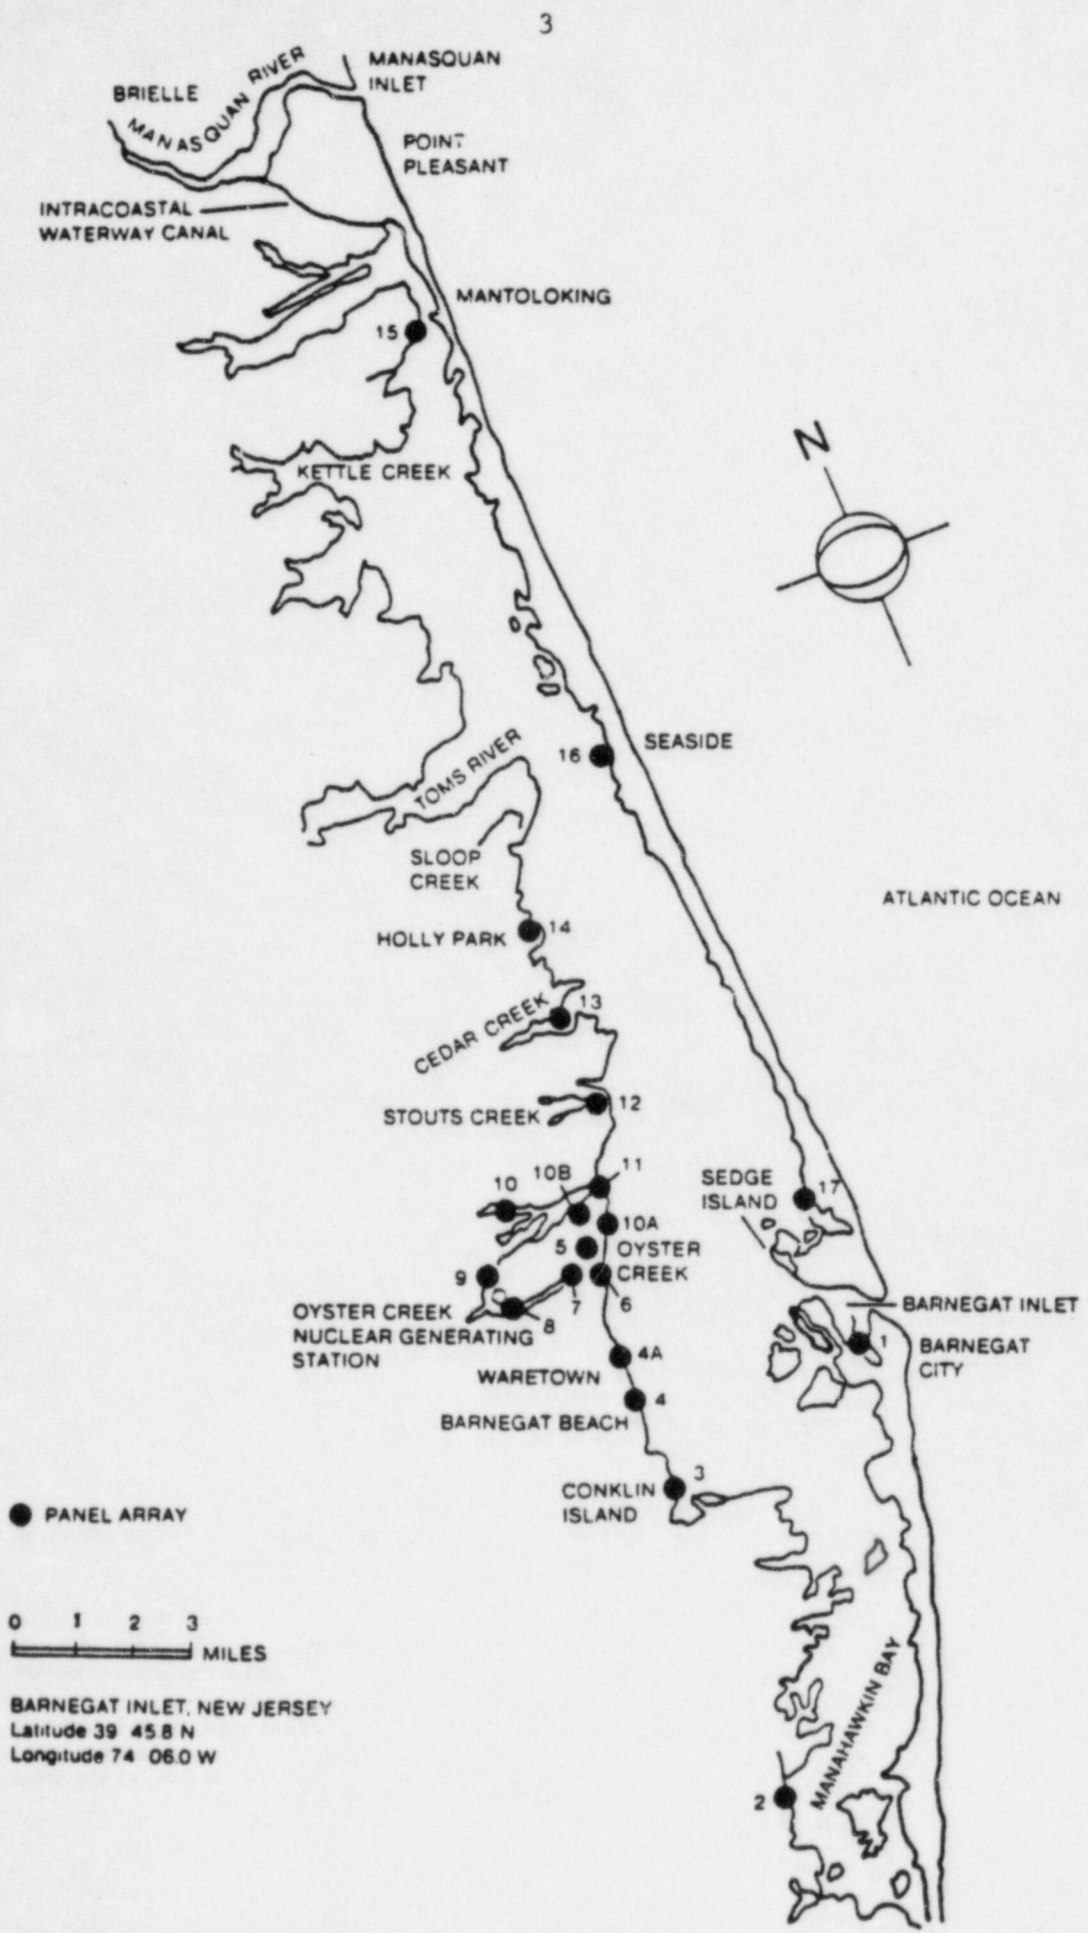 3
MANASQUAN
INLET
BRIELLE
MANASQUAN RIVER
POINT
PLEASANT
INTRACOASTAL
WATERWAY CANAL
MANTOLOKING
15
KETTLE CREEK
N
SEASIDE
16
TOMS RIVER
SLOOP
CREEK
ATLANTIC OCEAN
HOLLY PARK
14
CEDAR CREEK
13
STOUTS CREEK
12
11
10B
10
SEDGE
ISLAND
17
10A
5
OYSTER
CREEK
9
7
6
8
OYSTER CREEK
NUCLEAR GENERATING
STATION
BARNEGAT INLET
1
BARNEGAT
CITY
4A
WARETOWN
4
BARNEGAT BEACH
3
CONKLIN
ISLAND
PANEL ARRAY
0 1 2 3
MILES
MANAHAWKIN BAY
2
BARNEGAT INLET, NEW JERSEY
Latitude 39 45.8 N
Longitude 74 06.0 W